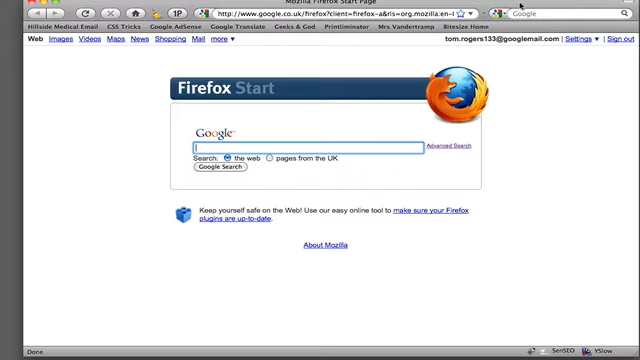 Mozilla Firefox Start Page
1P
http://www.google.co.uk/firefox?client=firefox-a&rls=org.mozilla:en-
Google
Hillside Medical Email CSS Tricks Google AdSense Google Translate Geeks & God Printliminator Mrs Vandertramp Bitesize Home
Web Images Videos Maps News Shopping Mail more ▼
tom.rogers133@googlemail.com | Settings ▼ | Sign out
Firefox Start
Google™
Advanced Search
Search: the web pages from the UK
Google Search
Keep yourself safe on the Web! Use our easy online tool to make sure your Firefox
plugins are up-to-date.
About Mozilla
Done
SenSEO YSlow